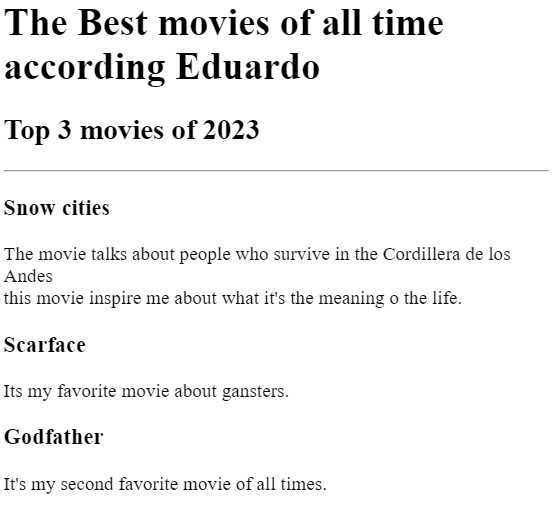 The Best movies of all time
according Eduardo
Top 3 movies of 2023
Snow cities
The movie talks about people who survive in the Cordillera de los
Andes
this movie inspire me about what it's the meaning o the life.
Scarface
Its my favorite movie about gansters.
Godfather
It's my second favorite movie of all times.